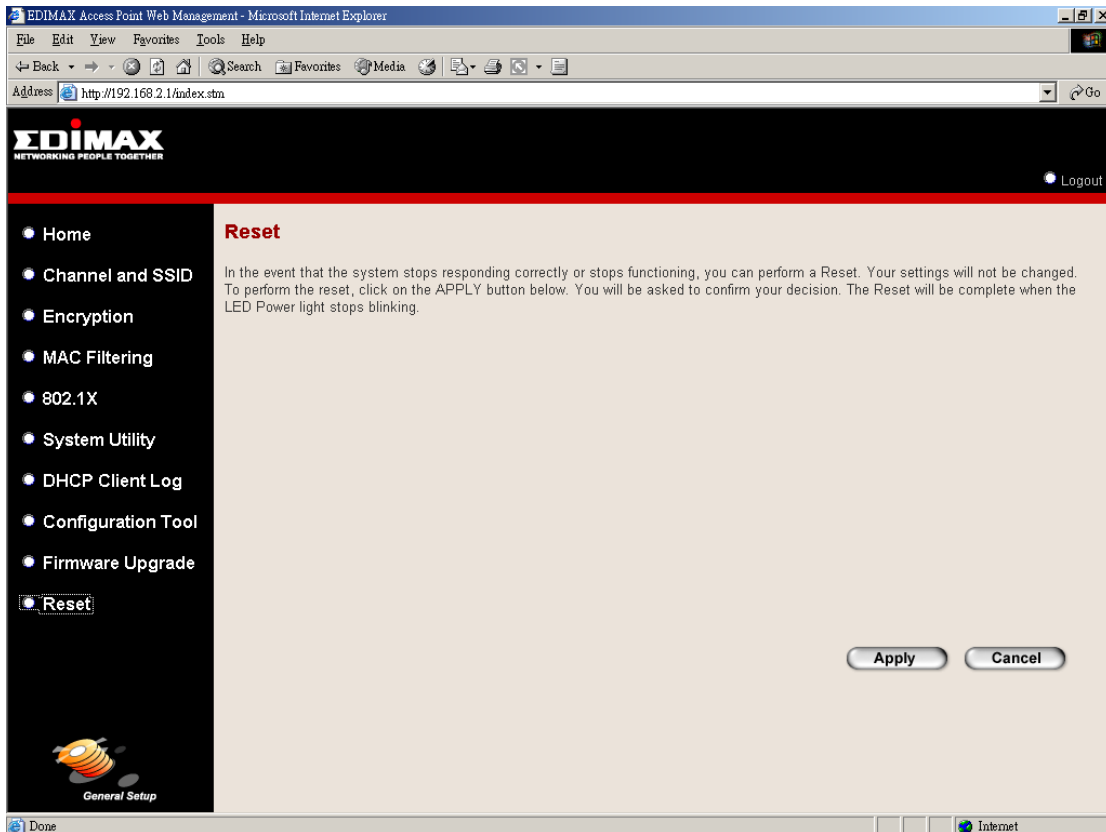 EDIMAX Access Point Web Management - Microsoft Internet Explorer
File Edit View Favorites Tools Help
Back Search Favorites Media
Address http://192.168.2.1/index.stm Go
EDIMAX
NETWORKING PEOPLE TOGETHER
Logout
Home
Channel and SSID
Encryption
MAC Filtering
802.1X
System Utility
DHCP Client Log
Configuration Tool
Firmware Upgrade
Reset
General Setup
Reset
In the event that the system stops responding correctly or stops functioning, you can perform a Reset. Your settings will not be changed.
To perform the reset, click on the APPLY button below. You will be asked to confirm your decision. The Reset will be complete when the
LED Power light stops blinking.
Apply Cancel
Done Internet